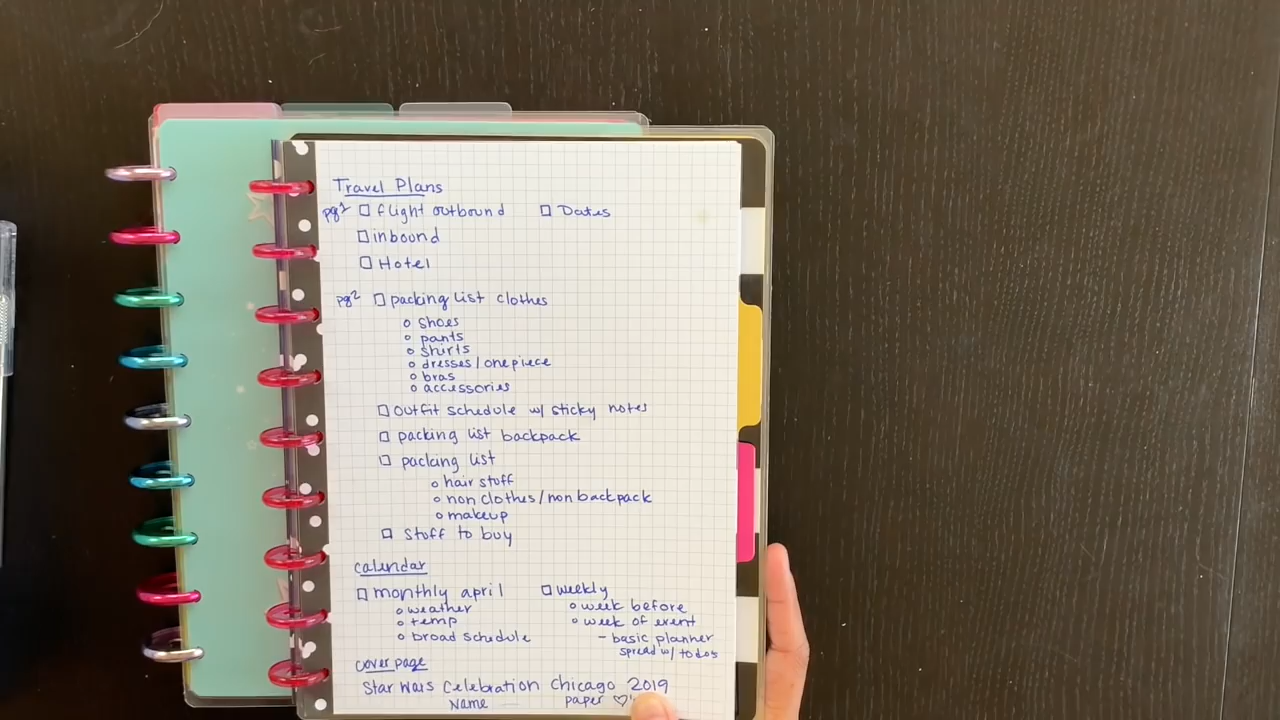 Travel Plans
pg1 □ flight outbound □ Dates
□ inbound
□ Hotel
pg2 □ packing list clothes
○ shoes
○ pants
○ shirts
○ dresses/one piece
○ bras
○ accessories
□ outfit schedule w/ sticky notes
□ packing list backpack
□ packing list
○ hair stuff
○ non clothes/non backpack
○ makeup
□ stuff to buy
calendar
□ monthly april □ weekly
○ weather ○ week before
○ temp ○ week of event
○ broad schedule - basic planner
spread w/ todos
cover page
Star Wars Celebration Chicago 2019
Name paper ♡